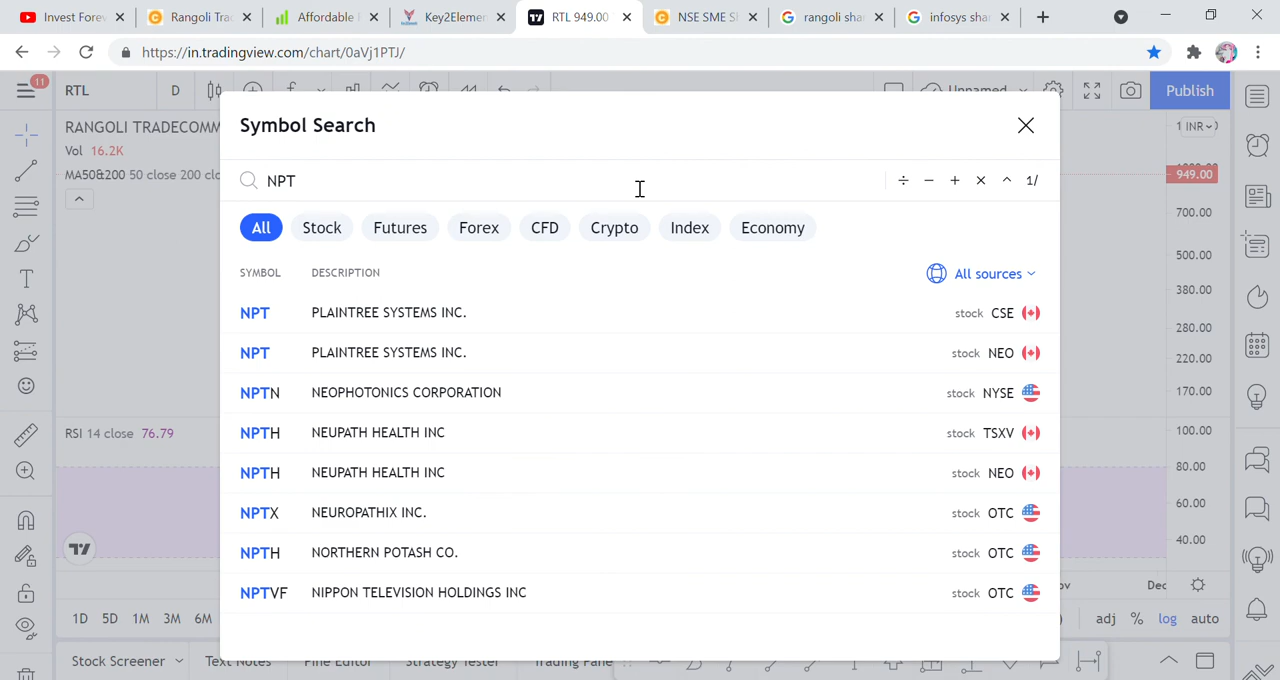 Invest Forev
Rangoli Trac
Affordable
Key2Elemen
RTL 949.00
NSE SME S
rangoli sha
infosys sha
https://in.tradingview.com/chart/0aVj1PTJ/
11
RTL
D
Unnamed
Publish
RANGOLI TRADECOMM
Vol 16.2K
MA50&200 50 close 200 clo
Symbol Search
NPT
÷ − + × ^ 1/
All
Stock
Futures
Forex
CFD
Crypto
Index
Economy
SYMBOL DESCRIPTION
All sources
NPT PLAINTREE SYSTEMS INC. stock CSE
NPT PLAINTREE SYSTEMS INC. stock NEO
NPTN NEOPHOTONICS CORPORATION stock NYSE
NPTH NEUPATH HEALTH INC stock TSXV
NPTH NEUPATH HEALTH INC stock NEO
NPTX NEUROPATHIX INC. stock OTC
NPTH NORTHERN POTASH CO. stock OTC
NPTVF NIPPON TELEVISION HOLDINGS INC stock OTC
RSI 14 close 76.79
1 INR
949.00
700.00
500.00
380.00
280.00
220.00
170.00
100.00
80.00
60.00
40.00
Dec
1D 5D 1M 3M 6M
adj % log auto
Stock Screener
Text Notes
Pine Editor
Strategy Tester
Trading Pane